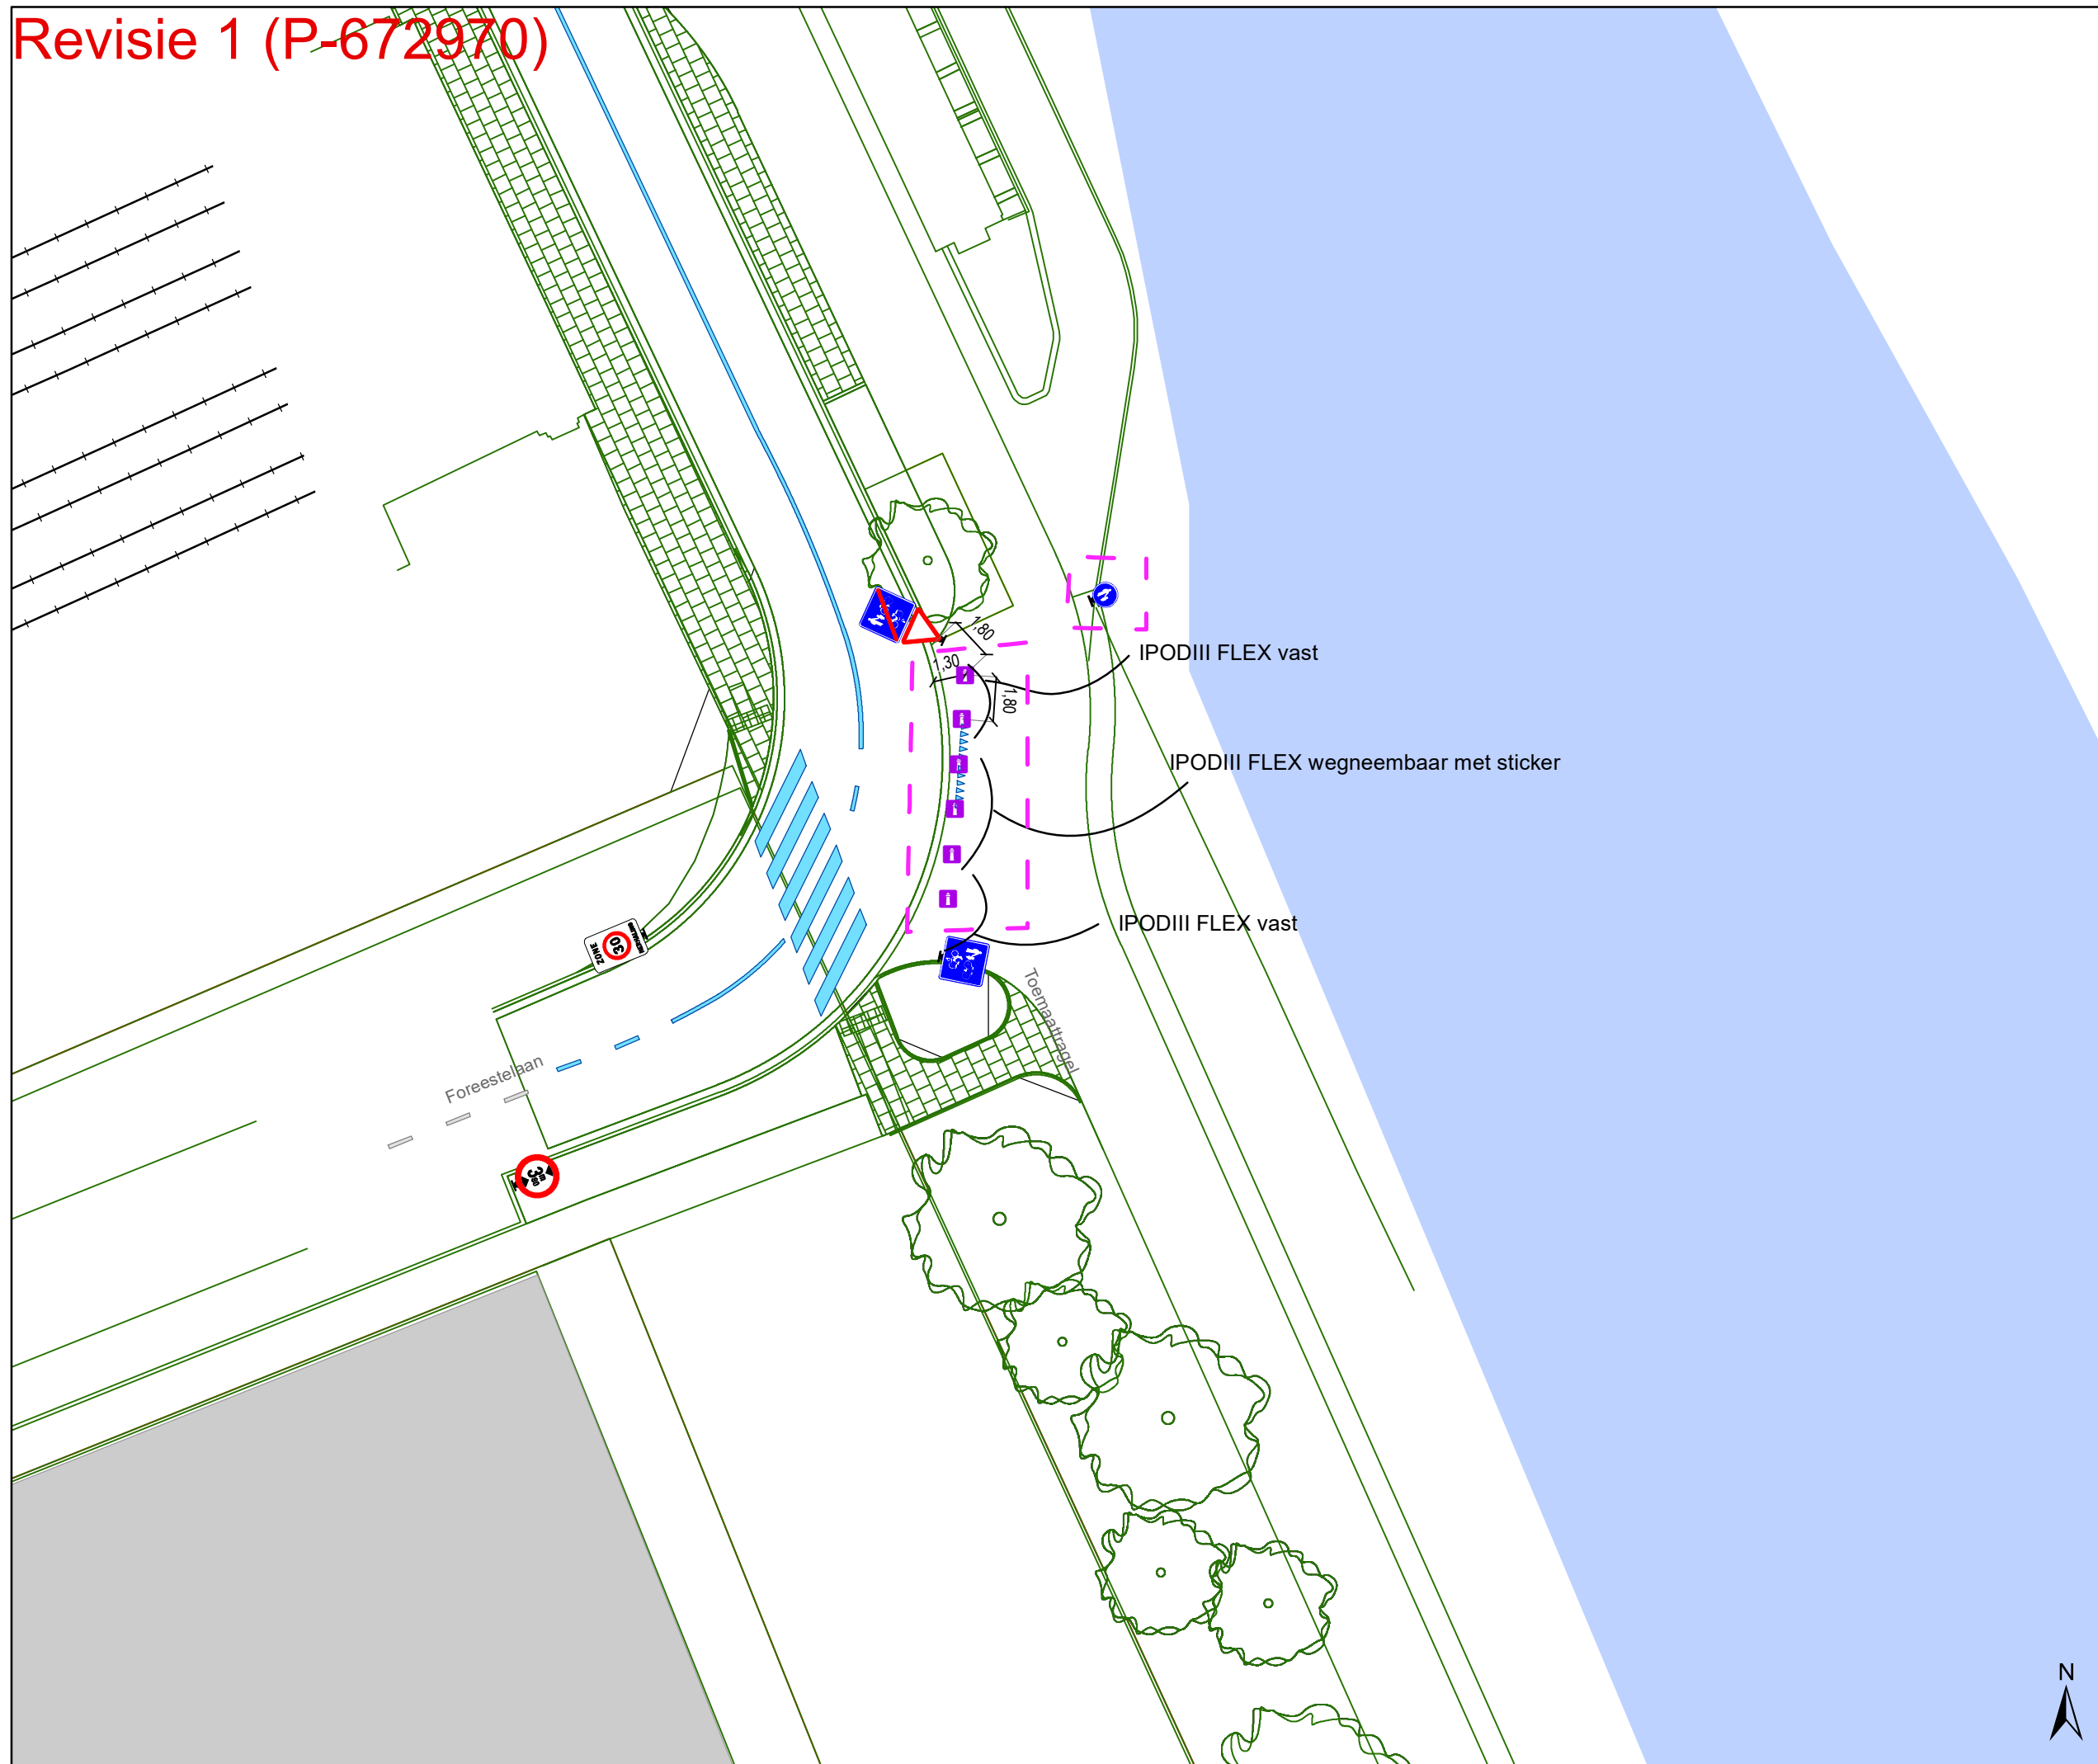 Revisie 1 (P-672970)
1,80
IPODIII FLEX vast
1,30
1,80
IPODIII FLEX wegneembaar met sticker
IPODIII FLEX vast
ZONE
30
Toemaattragel
Foreestelaan
N